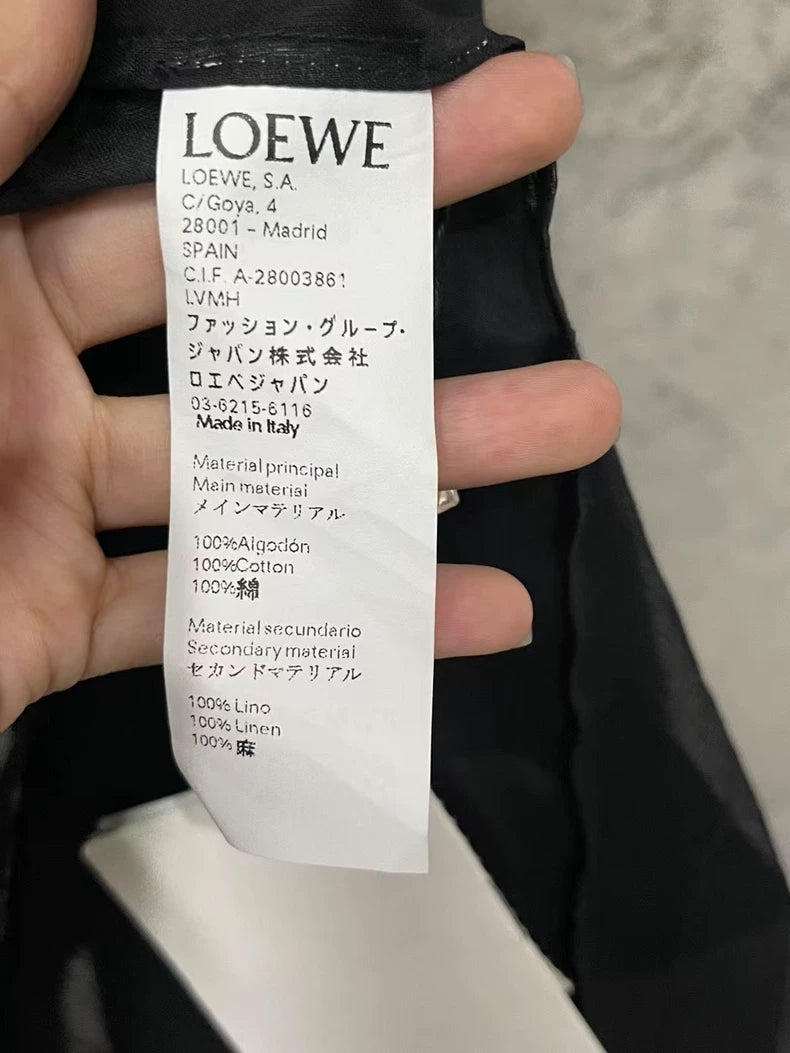 LOEWE
LOEWE, S.A.
C/Goya, 4
28001 - Madrid
SPAIN
C.I.F. A-28003861
LVMH
ファッション・グループ・
ジャパン株式会社
ロエベジャパン
03-6215-6116
Made in Italy
Material principal
Main material
メインマテリアル
100%Algodón
100%Cotton
100%綿
Material secundario
Secondary material
セカンドマテリアル
100% Lino
100% Linen
100% 麻